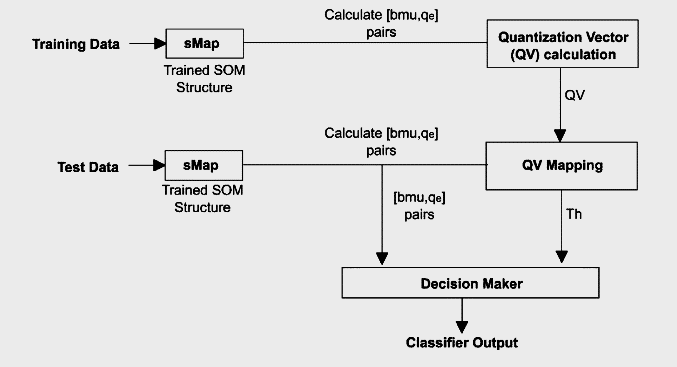 Calculate [bmu,qe]
pairs
Training Data
sMap
Quantization Vector
(QV) calculation
Trained SOM
Structure
QV
Calculate [bmu,qe]
pairs
Test Data
sMap
QV Mapping
Trained SOM
Structure
[bmu,qe]
pairs
Th
Decision Maker
Classifier Output